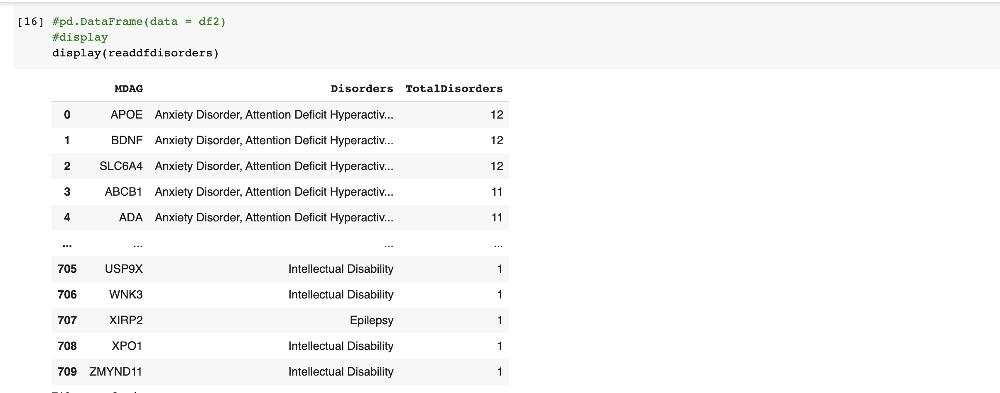 [16] #pd.DataFrame(data = df2)
#display
display(readdfdisorders)
MDAG Disorders TotalDisorders
0 APOE Anxiety Disorder, Attention Deficit Hyperactiv... 12
1 BDNF Anxiety Disorder, Attention Deficit Hyperactiv... 12
2 SLC6A4 Anxiety Disorder, Attention Deficit Hyperactiv... 12
3 ABCB1 Anxiety Disorder, Attention Deficit Hyperactiv... 11
4 ADA Anxiety Disorder, Attention Deficit Hyperactiv... 11
... ... ... ...
705 USP9X Intellectual Disability 1
706 WNK3 Intellectual Disability 1
707 XIRP2 Epilepsy 1
708 XPO1 Intellectual Disability 1
709 ZMYND11 Intellectual Disability 1